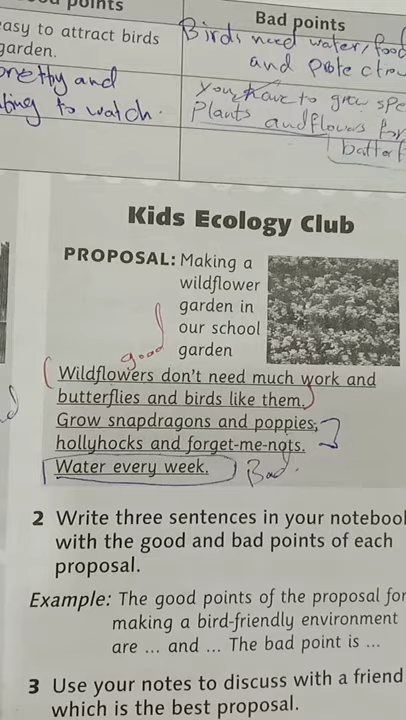 points
Bad points
easy to attract birds
garden.
Birds need water, food
and protection
pretty and
to watch.
you have to grow spe
Plants and flowers for
butterf
Kids Ecology Club
PROPOSAL: Making a
wildflower
garden in
our school
garden
good
Wildflowers don't need much work and
butterflies and birds like them.
Grow snapdragons and poppies,
hollyhocks and forget-me-nots.
Water every week.
Bad.
2 Write three sentences in your notebook
with the good and bad points of each
proposal.
Example: The good points of the proposal for
making a bird-friendly environment
are ... and ... The bad point is ...
3 Use your notes to discuss with a friend
which is the best proposal.